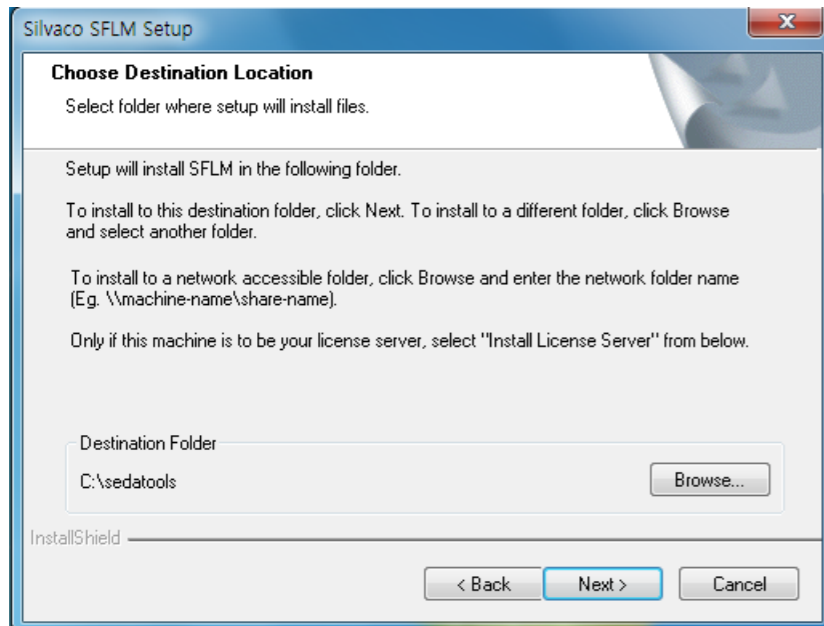 Silvaco SFLM Setup
X
Choose Destination Location
Select folder where setup will install files.
Setup will install SFLM in the following folder.
To install to this destination folder, click Next. To install to a different folder, click Browse
and select another folder.
To install to a network accessible folder, click Browse and enter the network folder name
(Eg. \\machine-name\share-name).
Only if this machine is to be your license server, select "Install License Server" from below.
Destination Folder
C:\sedatools
Browse...
InstallShield
< Back
Next >
Cancel